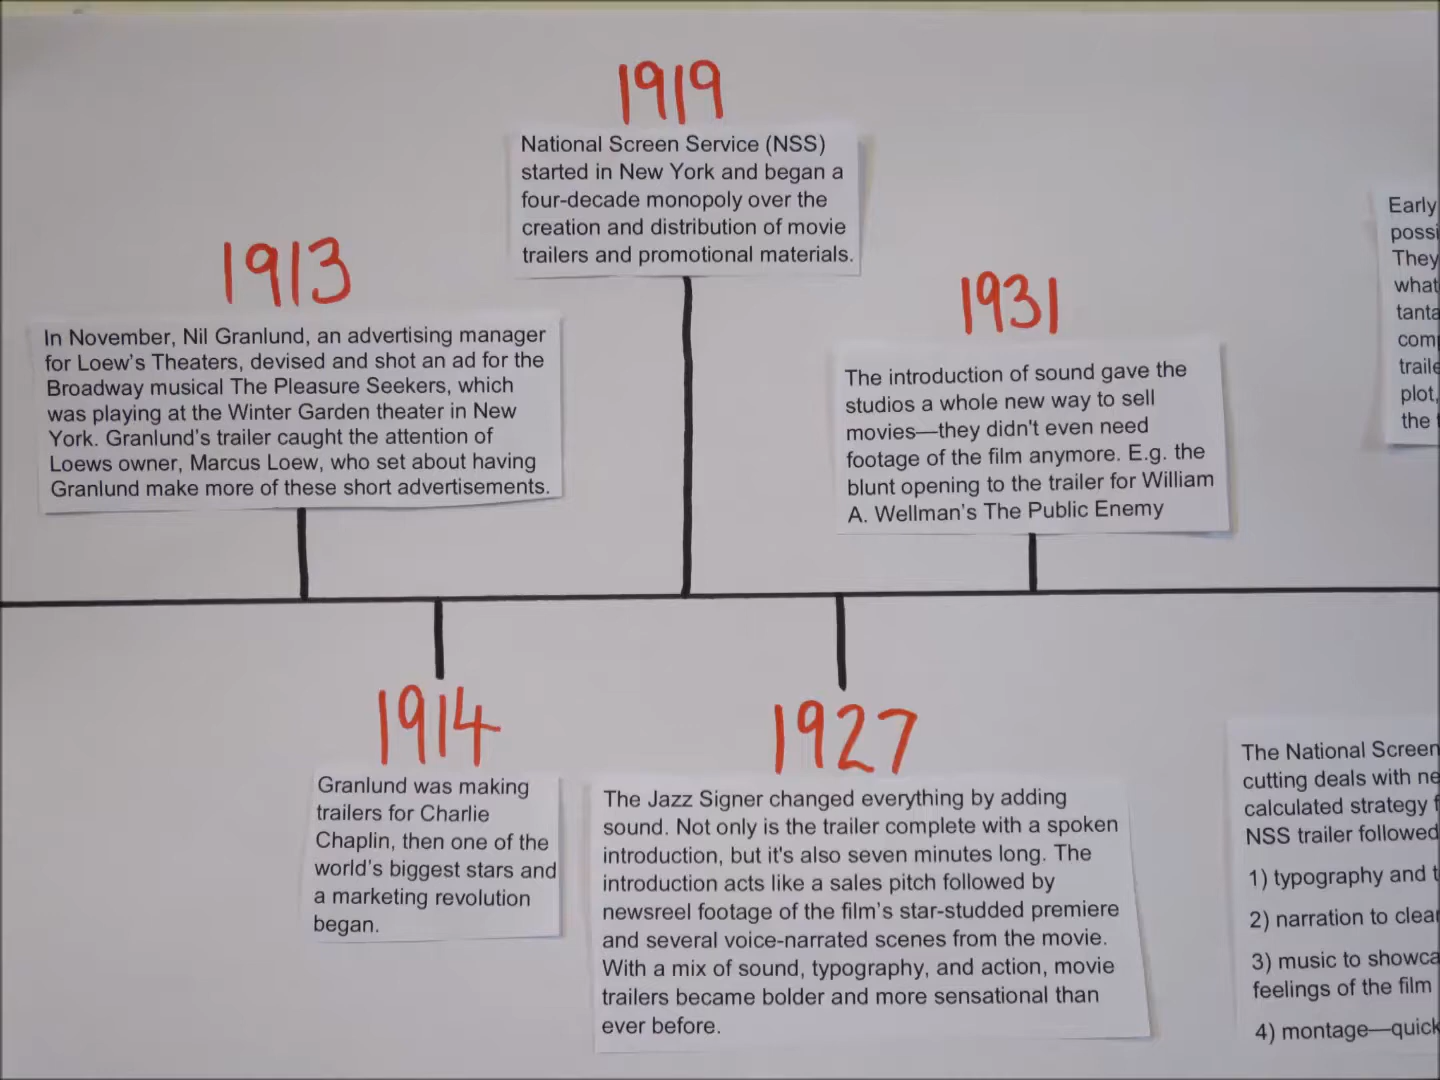 1919
National Screen Service (NSS)
started in New York and began a
four-decade monopoly over the
creation and distribution of movie
trailers and promotional materials.
1913
In November, Nil Granlund, an advertising manager
for Loew's Theaters, devised and shot an ad for the
Broadway musical The Pleasure Seekers, which
was playing at the Winter Garden theater in New
York. Granlund's trailer caught the attention of
Loews owner, Marcus Loew, who set about having
Granlund make more of these short advertisements.
1931
The introduction of sound gave the
studios a whole new way to sell
movies—they didn't even need
footage of the film anymore. E.g. the
blunt opening to the trailer for William
A. Wellman's The Public Enemy
Early
They
what
plot,
the
1914
Granlund was making
trailers for Charlie
Chaplin, then one of the
world's biggest stars and
a marketing revolution
began.
1927
The Jazz Signer changed everything by adding
sound. Not only is the trailer complete with a spoken
introduction, but it's also seven minutes long. The
introduction acts like a sales pitch followed by
newsreel footage of the film's star-studded premiere
and several voice-narrated scenes from the movie.
With a mix of sound, typography, and action, movie
trailers became bolder and more sensational than
ever before.
The National Screen
cutting deals with
calculated strategy
NSS trailer followed
1) typography and
2) narration to
3) music to
feelings of the film
4) montage—quick